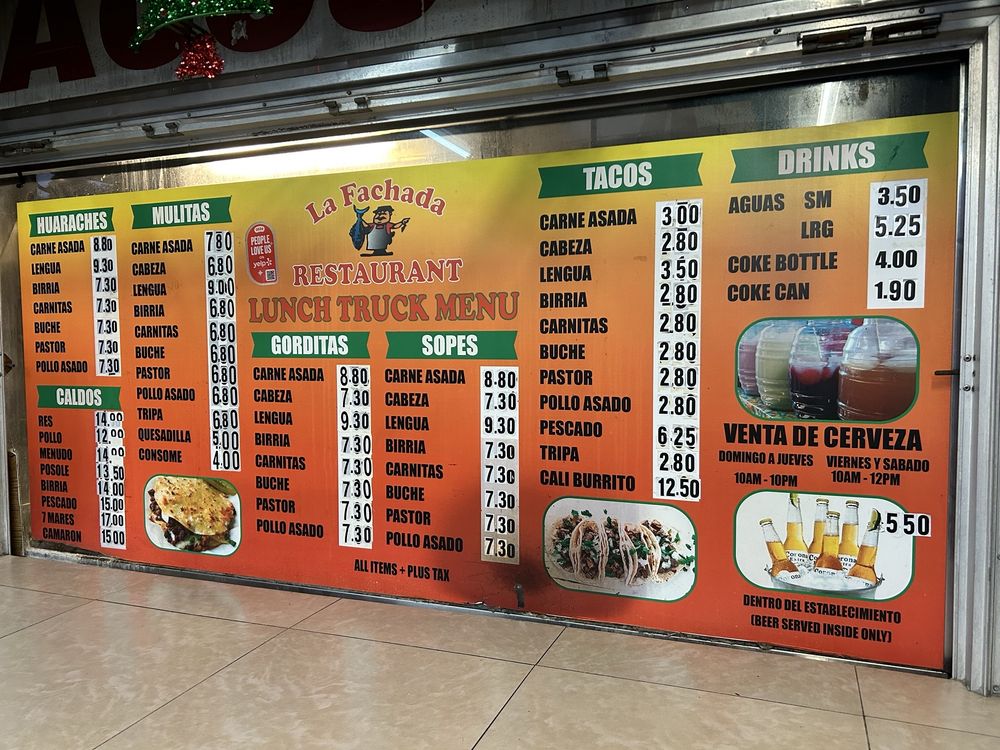 ACOS
HUARACHES
CARNE ASADA 8.80
LENGUA 9.30
BIRRIA 7.30
CARNITAS 7.30
BUCHE 7.30
PASTOR 7.30
POLLO ASADO 7.30
CALDOS
RES 14.00
POLLO 12.00
MENUDO 14.00
POSOLE 13.50
BIRRIA 14.00
PESCADO 15.00
7 MARES 17.00
CAMARON 15.00
MULITAS
CARNE ASADA 7.80
CABEZA 6.80
LENGUA 9.00
BIRRIA 6.80
CARNITAS 6.80
BUCHE 6.80
PASTOR 6.80
POLLO ASADO 6.80
TRIPA 6.80
QUESADILLA 5.00
CONSOME 4.00
PEOPLE
LOVE US
on
yelp
La Fachada
RESTAURANT
LUNCH TRUCK MENU
GORDITAS
CARNE ASADA 8.80
CABEZA 7.30
LENGUA 9.30
BIRRIA 7.30
CARNITAS 7.30
BUCHE 7.30
PASTOR 7.30
POLLO ASADO 7.30
SOPES
CARNE ASADA 8.80
CABEZA 7.30
LENGUA 9.30
BIRRIA 7.30
CARNITAS 7.30
BUCHE 7.30
PASTOR 7.30
POLLO ASADO 7.30
ALL ITEMS + PLUS TAX
TACOS
CARNE ASADA 3.00
CABEZA 2.80
LENGUA 3.50
BIRRIA 2.80
CARNITAS 2.80
BUCHE 2.80
PASTOR 2.80
POLLO ASADO 2.80
PESCADO 6.25
TRIPA 2.80
CALI BURRITO 12.50
DRINKS
AGUAS SM 3.50
LRG 5.25
COKE BOTTLE 4.00
COKE CAN 1.90
VENTA DE CERVEZA
DOMINGO A JUEVES VIERNES Y SABADO
10AM - 10PM 10AM - 12PM
5 50
Corona
DENTRO DEL ESTABLECIMIENTO
(BEER SERVED INSIDE ONLY)